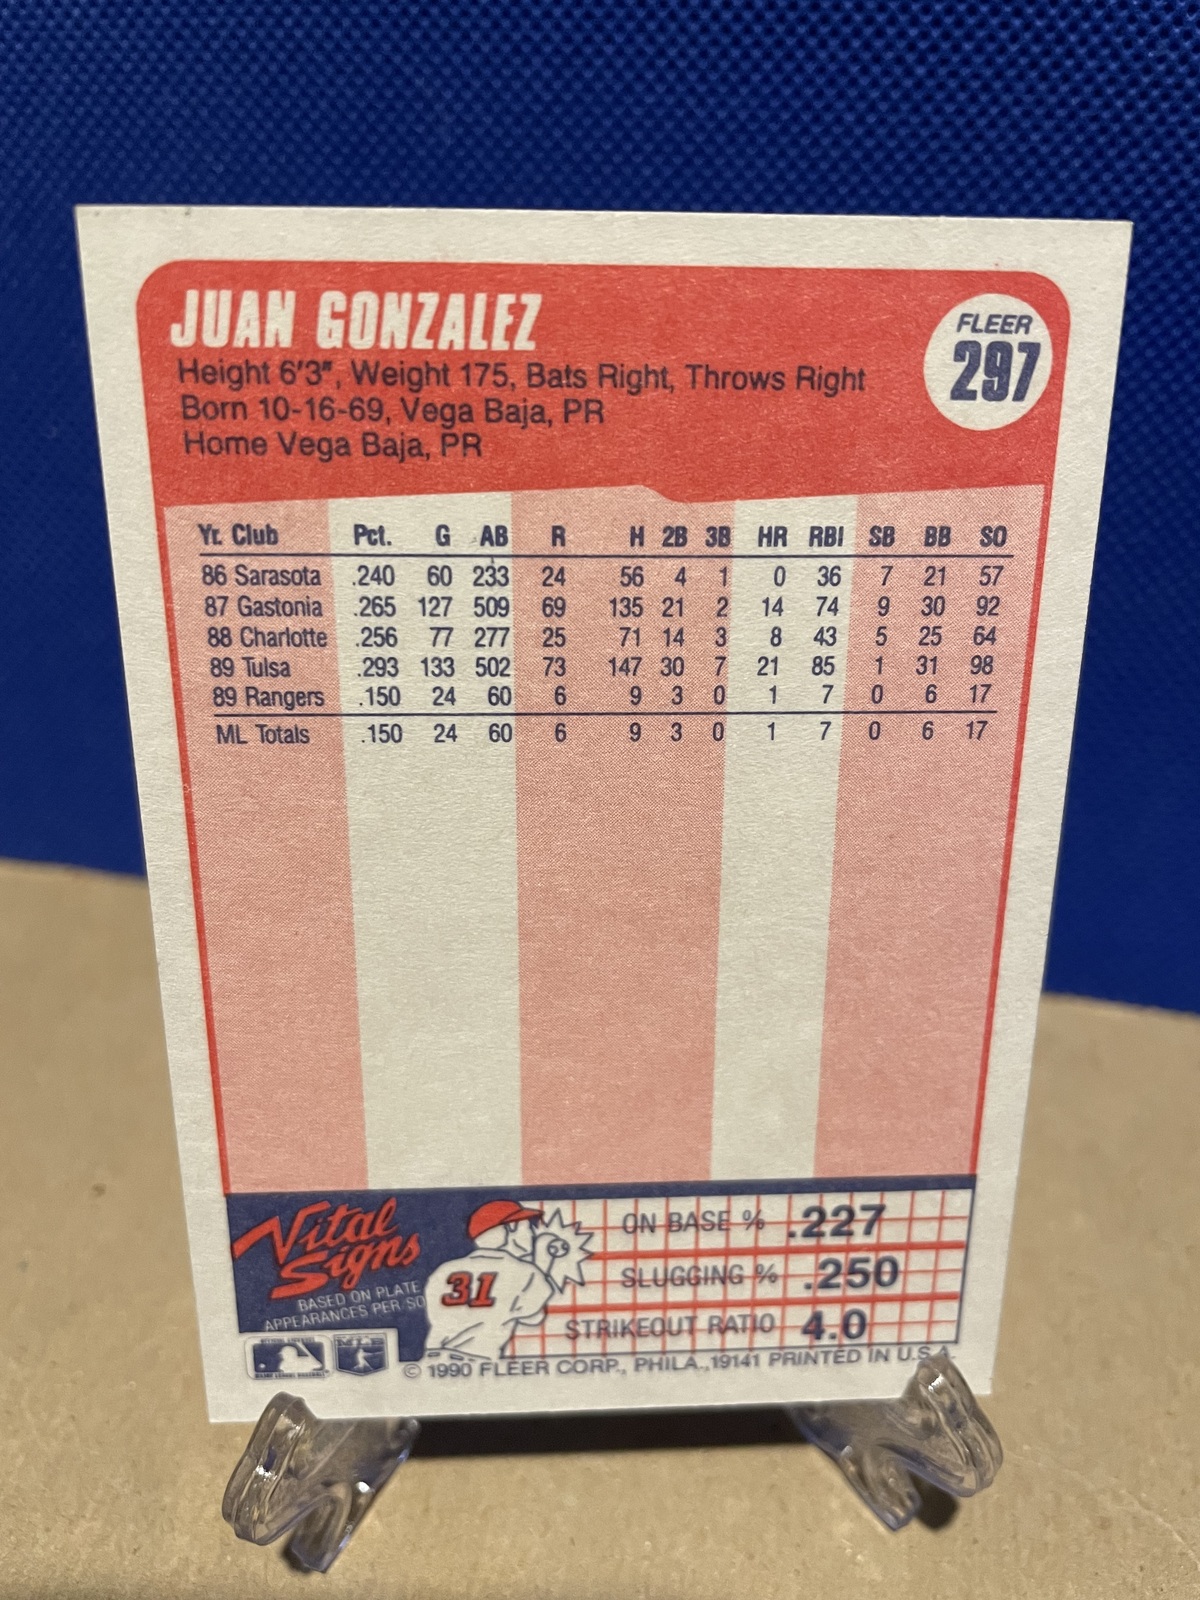 JUAN GONZALEZ
FLEER
297
Height 6'3", Weight 175, Bats Right, Throws Right
Born 10-16-69, Vega Baja, PR
Home Vega Baja, PR
Yr. Club Pct. G AB R H 2B 3B HR RBI SB BB SO
86 Sarasota .240 60 233 24 56 4 1 0 36 7 21 57
87 Gastonia .265 127 509 69 135 21 2 14 74 9 30 92
88 Charlotte .256 77 277 25 71 14 3 8 43 5 25 64
89 Tulsa .293 133 502 73 147 30 7 21 85 1 31 98
89 Rangers .150 24 60 6 9 3 0 1 7 0 6 17
ML Totals .150 24 60 6 9 3 0 1 7 0 6 17
Vital
Signs
BASED ON PLATE
APPEARANCES PER SO
31
ON BASE % .227
SLUGGING % .250
STRIKEOUT RATIO 4.0
© 1990 FLEER CORP., PHILA., 19141 PRINTED IN U.S.A.